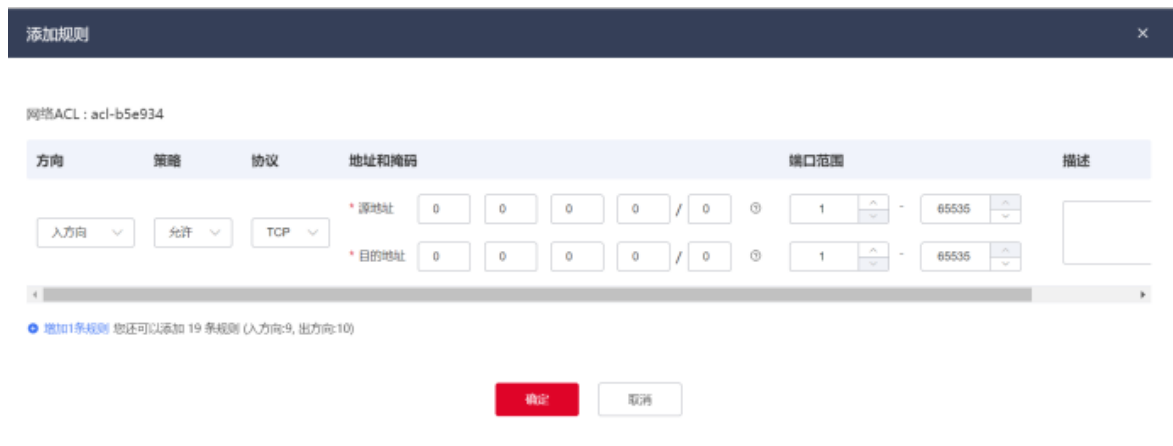 添加规则 ×
网络ACL : acl-b5e934
方向 策略 协议 地址和掩码 端口范围 描述
入方向 允许 TCP
* 源地址 0 0 0 0 / 0 1 - 65535
* 目的地址 0 0 0 0 / 0 1 - 65535
增加1条规则 您还可以添加 19 条规则 (入方向:9, 出方向:10)
确定 取消